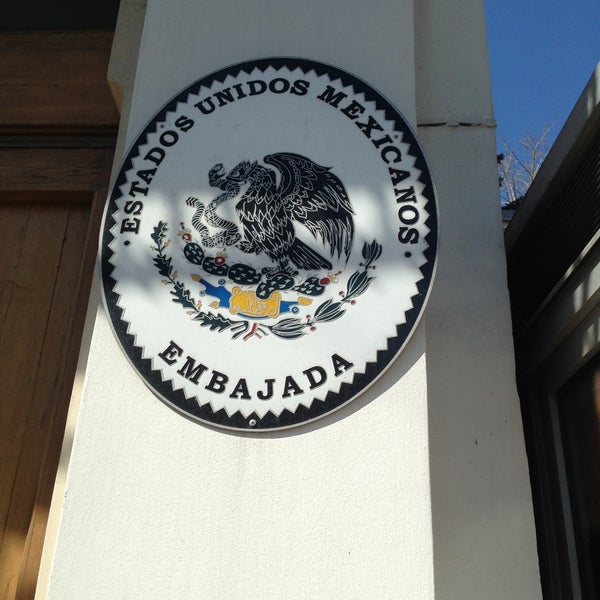 · ESTADOS UNIDOS MEXICANOS ·
EMBAJADA